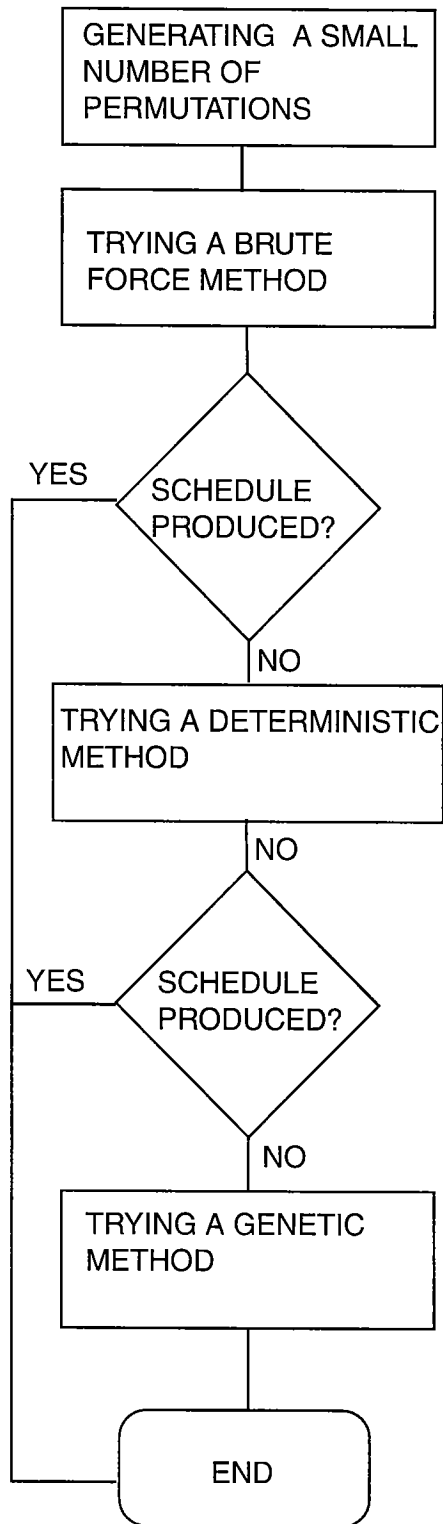 GENERATING A SMALL
NUMBER OF
PERMUTATIONS
TRYING A BRUTE
FORCE METHOD
YES
SCHEDULE
PRODUCED?
NO
TRYING A DETERMINISTIC
METHOD
NO
YES
SCHEDULE
PRODUCED?
NO
TRYING A GENETIC
METHOD
END